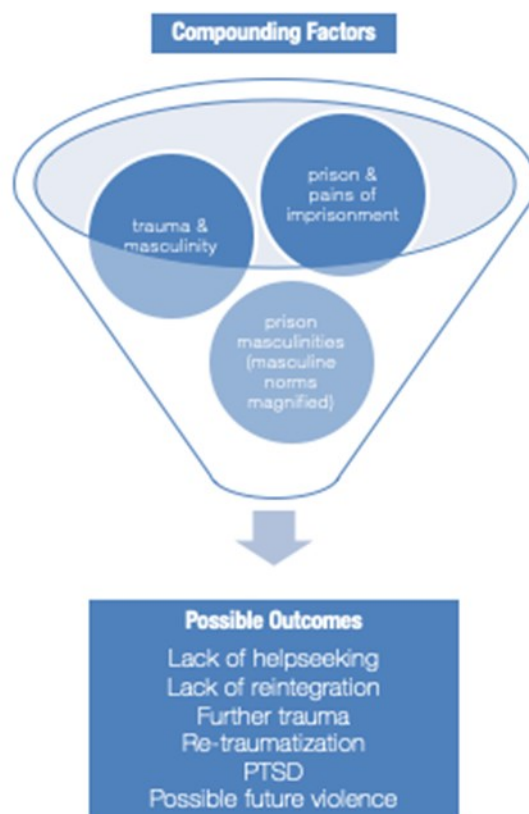 Compounding Factors
prison &
pains of
imprisonment
trauma &
masculinity
prison
masculinities
(masculine
norms
magnified)
Possible Outcomes
Lack of helpseeking
Lack of reintegration
Further trauma
Re-traumatization
PTSD
Possible future violence